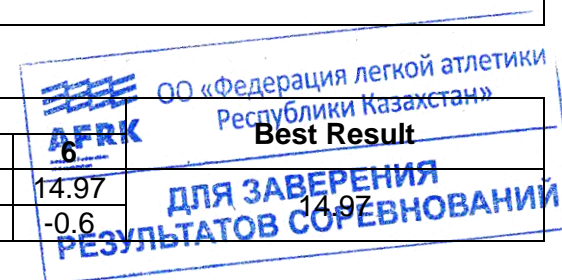 ОО «Федерация легкой атлетики
Республики Казахстан»
AFRK
6
Best Result
14.97
14.97
-0.6
ДЛЯ ЗАВЕРЕНИЯ
РЕЗУЛЬТАТОВ СОРЕВНОВАНИЙ